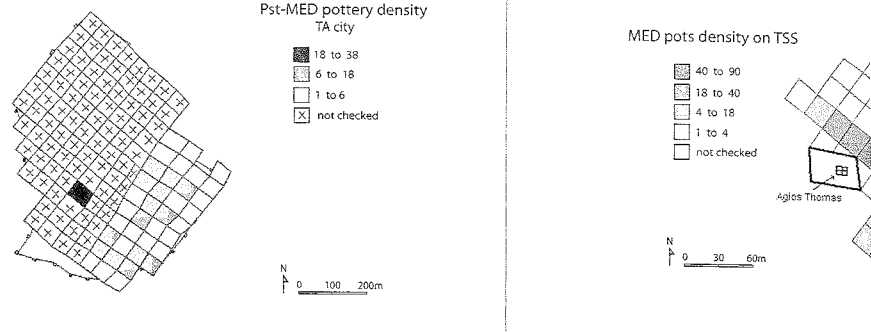 Pst-MED pottery density
TA city
18 to 38
6 to 18
1 to 6
not checked
N
0 100 200m
MED pots density on TSS
40 to 90
18 to 40
4 to 18
1 to 4
not checked
Agios Thomas
N
0 30 60m